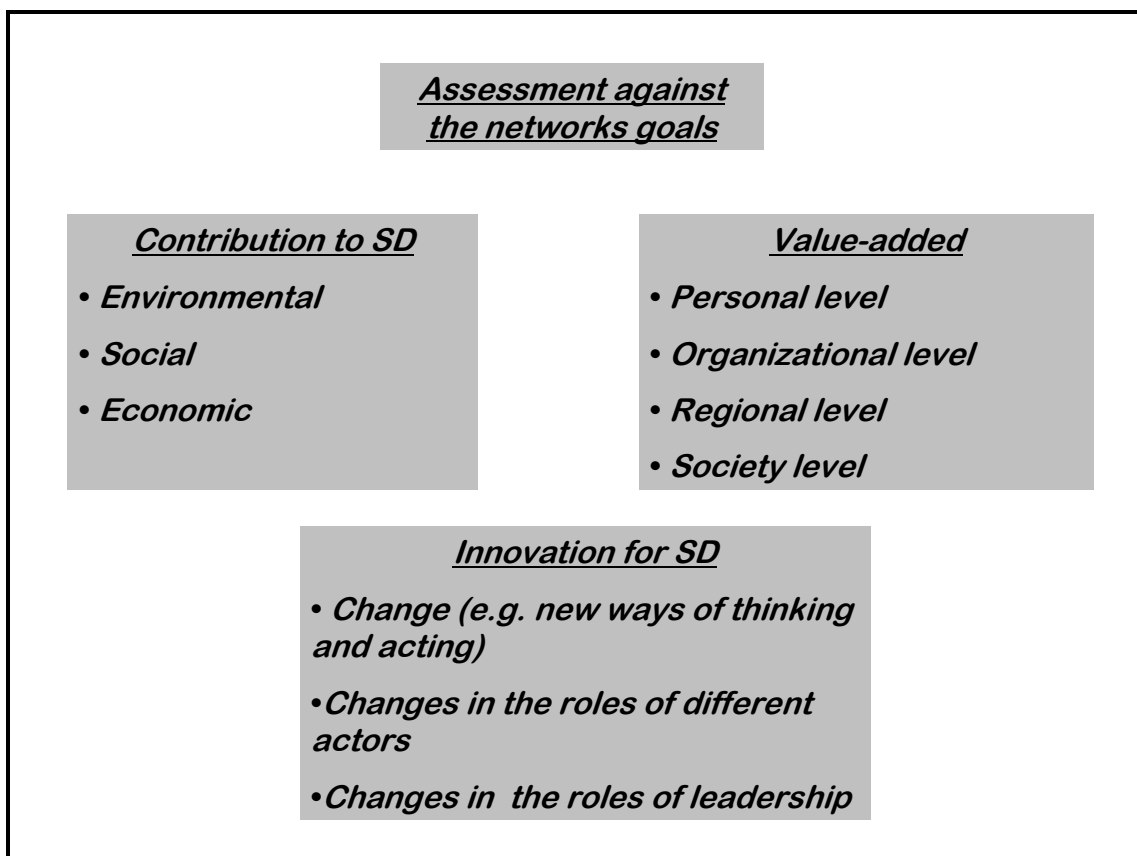 Assessment against
the networks goals
Contribution to SD
• Environmental
• Social
• Economic
Value-added
• Personal level
• Organizational level
• Regional level
• Society level
Innovation for SD
• Change (e.g. new ways of thinking
and acting)
•Changes in the roles of different
actors
•Changes in  the roles of leadership